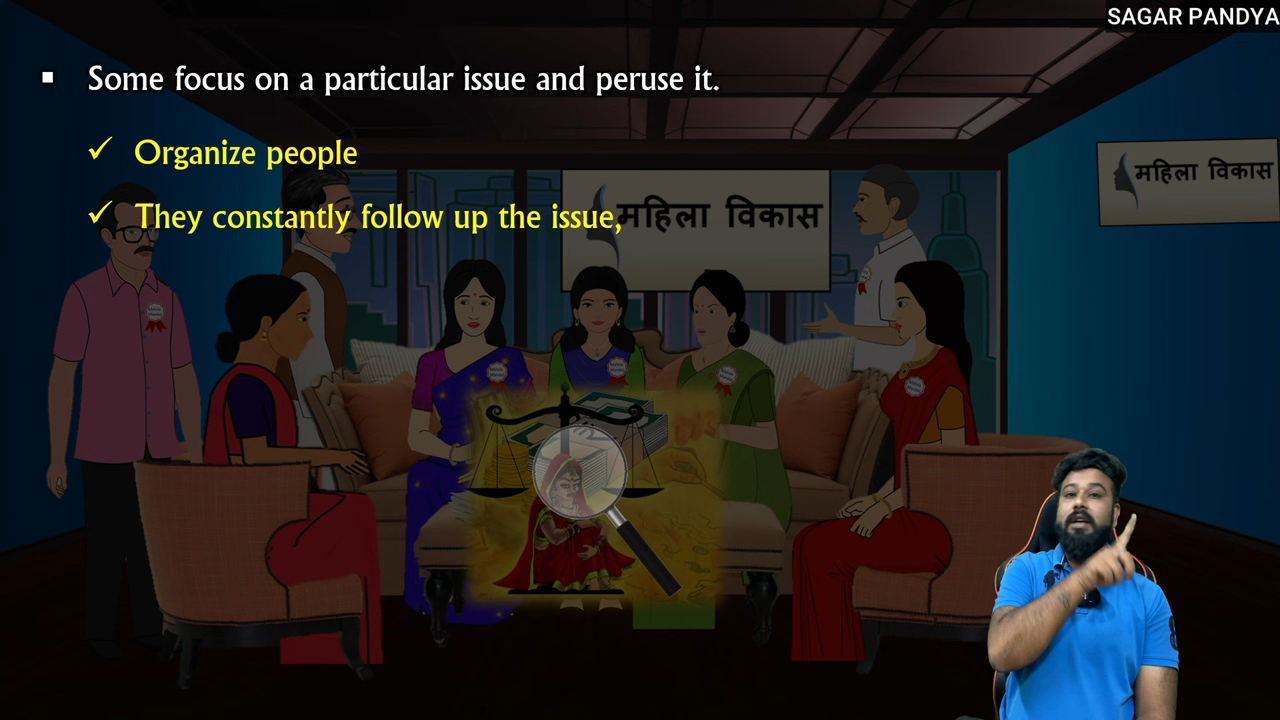 SAGAR PANDYA
Some focus on a particular issue and peruse it.
Organize people
They constantly follow up the issue,
महिला विकास
महिला विकास